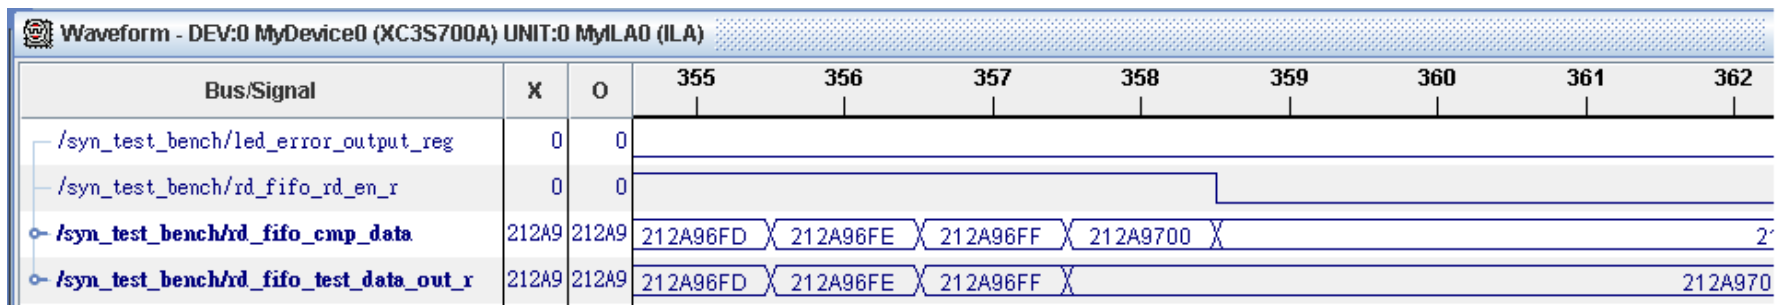 Waveform - DEV:0 MyDevice0 (XC3S700A) UNIT:0 MyILA0 (ILA)
Bus/Signal X O 355 356 357 358 359 360 361 362
/syn_test_bench/led_error_output_reg 0 0
/syn_test_bench/rd_fifo_rd_en_r 0 0
/syn_test_bench/rd_fifo_cmp_data 212A9 212A9 212A96FD 212A96FE 212A96FF 212A9700 21
/syn_test_bench/rd_fifo_test_data_out_r 212A9 212A9 212A96FD 212A96FE 212A96FF 212A970